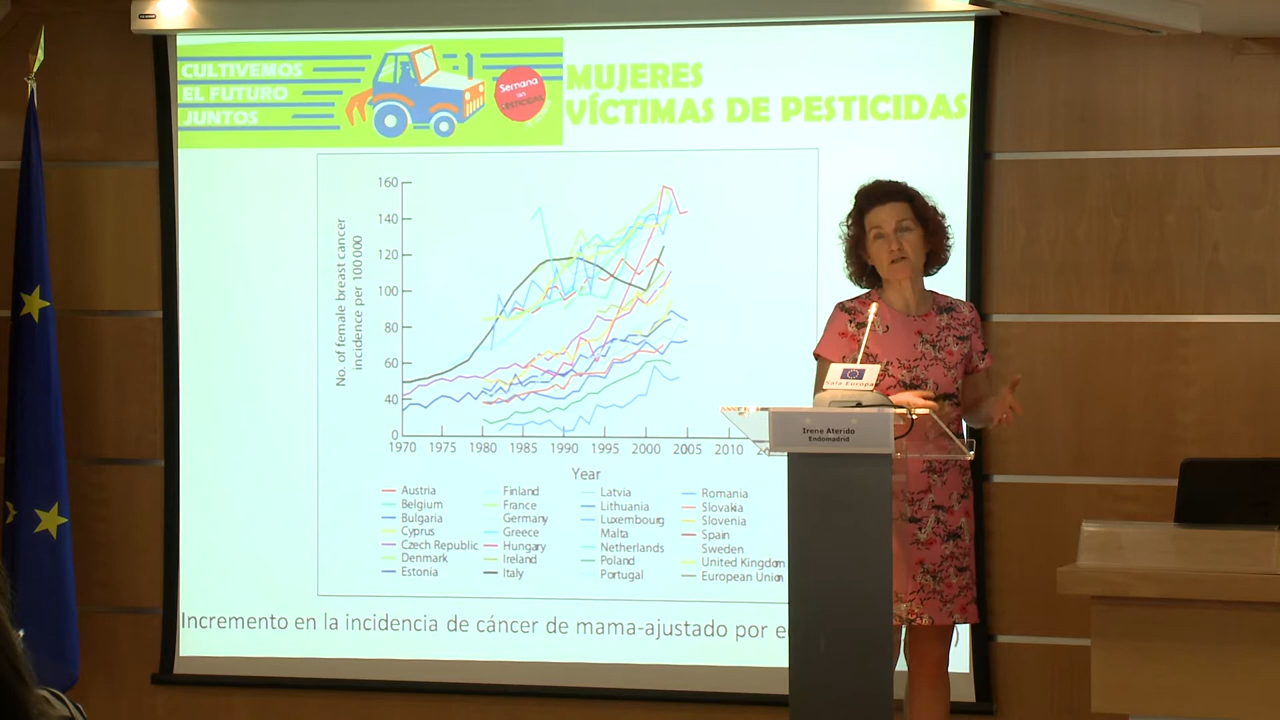 CULTIVEMOS
EL FUTURO
JUNTOS
Semana
SIN
PESTICIDAS
MUJERES
VÍCTIMAS DE PESTICIDAS
No. of female breast cancer
incidence per 100 000
160
140
120
100
80
60
40
0
1970 1975 1980 1985 1990 1995 2000 2005 2010
Year
Austria
Belgium
Bulgaria
Cyprus
Czech Republic
Denmark
Estonia
Finland
France
Germany
Greece
Hungary
Ireland
Italy
Latvia
Lithuania
Luxembourg
Malta
Netherlands
Poland
Portugal
Romania
Slovakia
Slovenia
Spain
Sweden
United Kingdom
European Union
Incremento en la incidencia de cáncer de mama-ajustado por
Sala Europa
Irene Aterido
Endomadrid